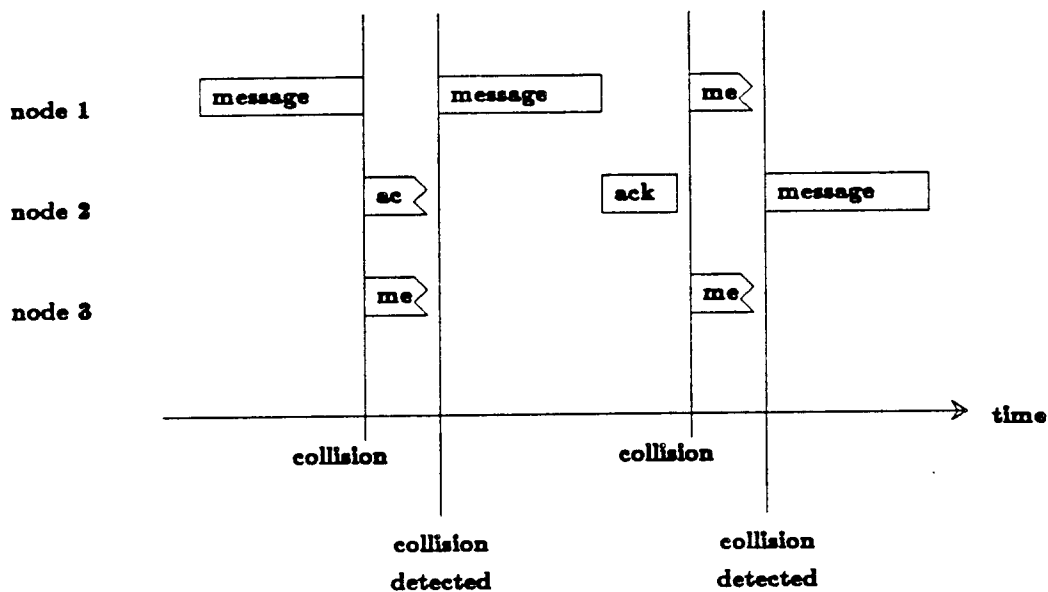 node 1
message
message
me
node 2
ac
ack
message
node 3
me
me
time
collision
collision
collision
detected
collision
detected